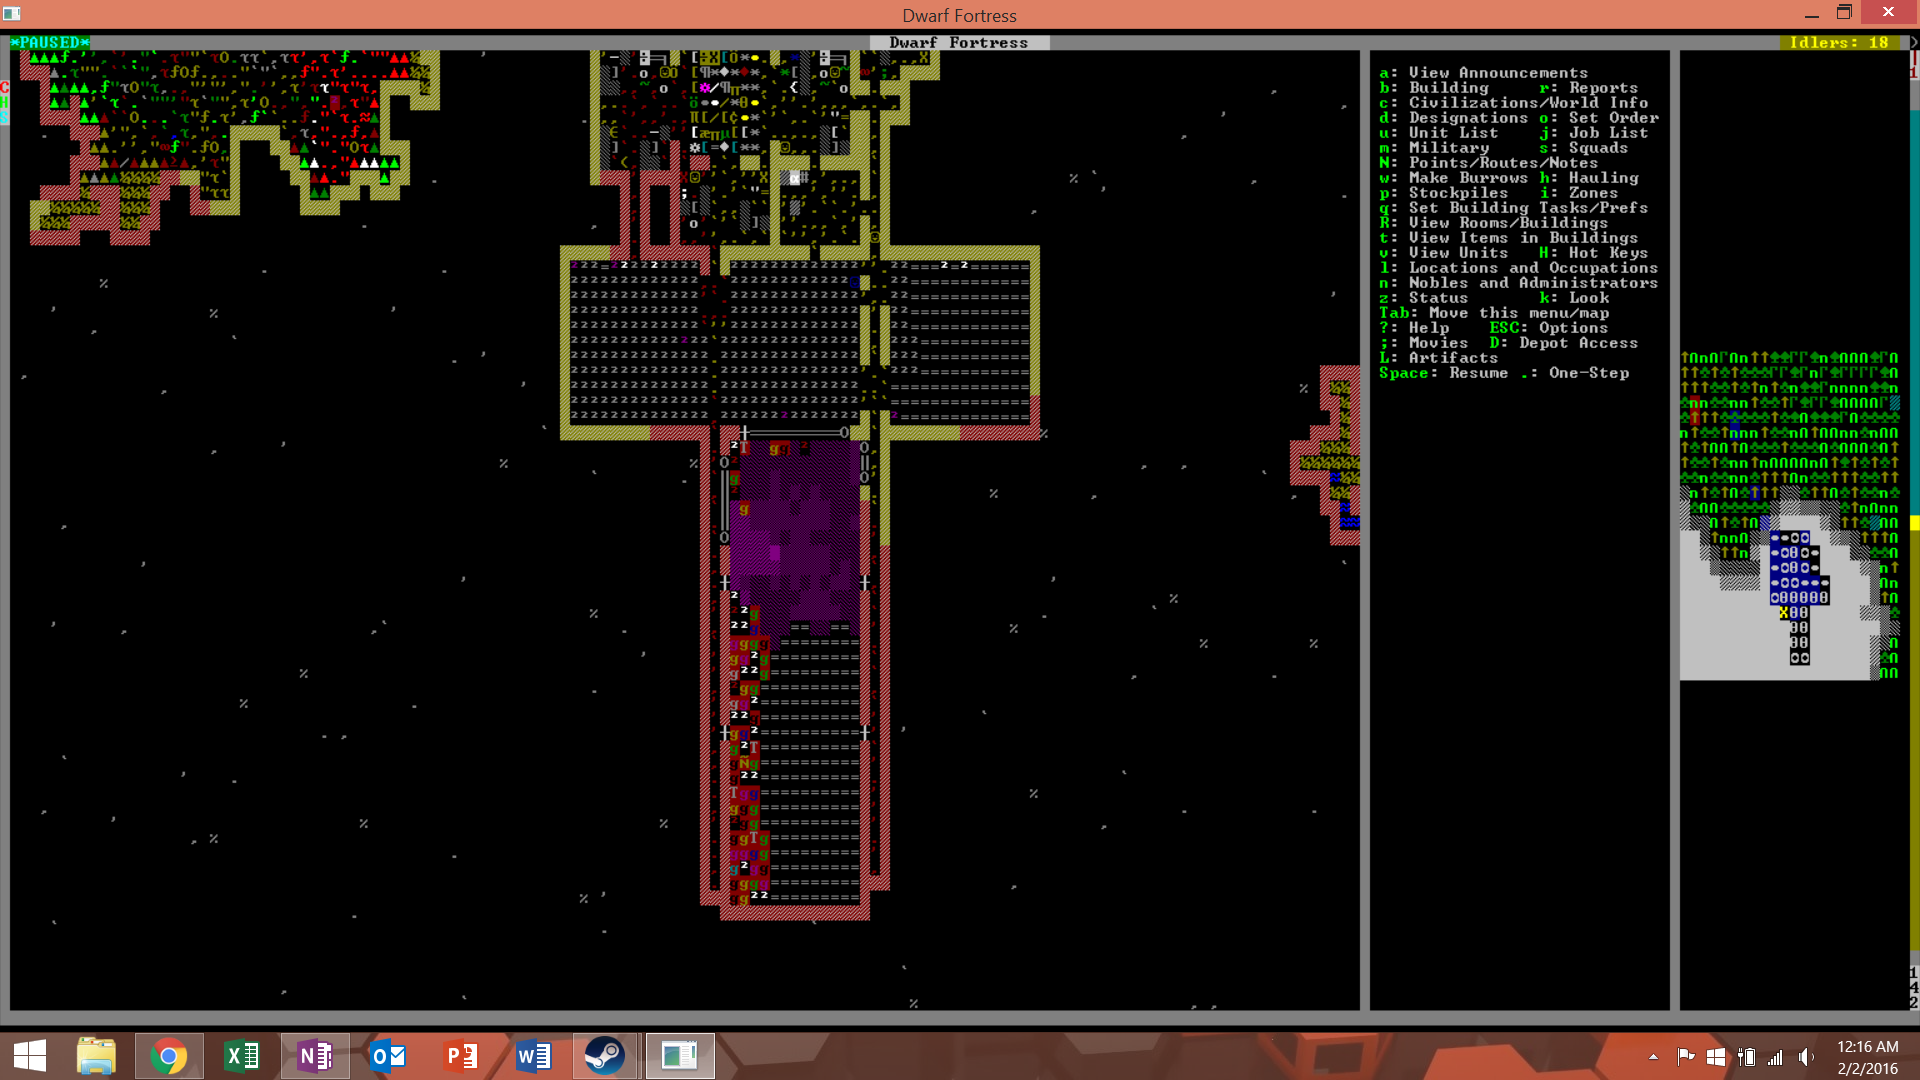 Dwarf Fortress
*PAUSED*
Dwarf Fortress
Idlers: 18
C
H
S
a: View Announcements
b: Building r: Reports
c: Civilizations/World Info
d: Designations o: Set Order
u: Unit List j: Job List
m: Military s: Squads
N: Points/Routes/Notes
w: Make Burrows h: Hauling
p: Stockpiles i: Zones
q: Set Building Tasks/Prefs
R: View Rooms/Buildings
t: View Items in Buildings
v: View Units H: Hot Keys
l: Locations and Occupations
n: Nobles and Administrators
z: Status k: Look
Tab: Move this menu/map
?: Help ESC: Options
;: Movies D: Depot Access
L: Artifacts
Space: Resume .: One-Step
1
4
2
12:16 AM
2/2/2016